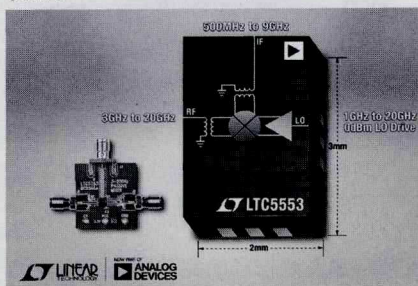 500MHz to 9GHz
IF
3GHz to 20GHz
RF
LO
1GHz to 20GHz
0dBm LO Drive
3mm
LTC5553
2mm
LINEAR
TECHNOLOGY
NOW PART OF
ANALOG
DEVICES